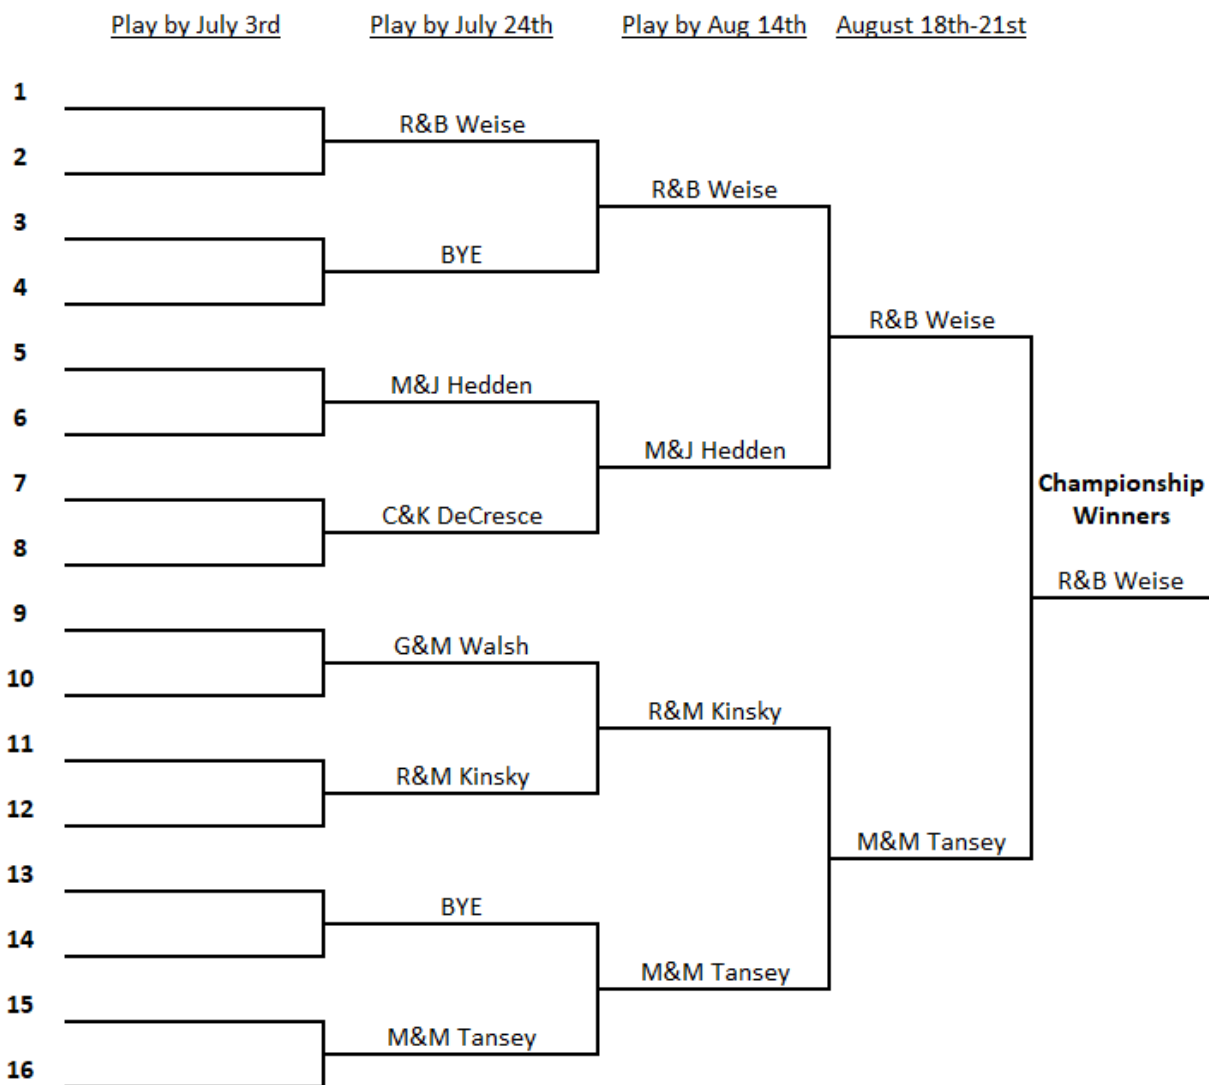 Play by July 3rd Play by July 24th Play by Aug 14th August 18th-21st
1
R&B Weise
2
R&B Weise
3
BYE
4
R&B Weise
5
M&J Hedden
6
M&J Hedden
7
Championship
Winners
C&K DeCresce
8
R&B Weise
9
G&M Walsh
10
R&M Kinsky
11
R&M Kinsky
12
M&M Tansey
13
BYE
14
M&M Tansey
15
M&M Tansey
16